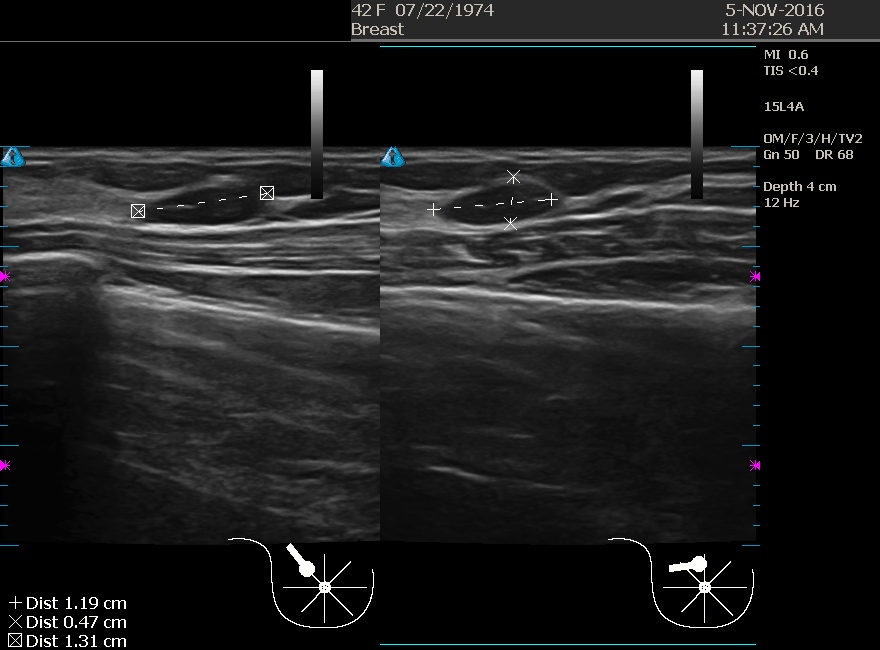 42 F 07/22/1974 5-NOV-2016
Breast 11:37:26 AM
MI 0.6
TIS <0.4
15L4A
OM/F/3/H/TV2
Gn 50 DR 68
Depth 4 cm
12 Hz
Dist 1.19 cm
Dist 0.47 cm
Dist 1.31 cm